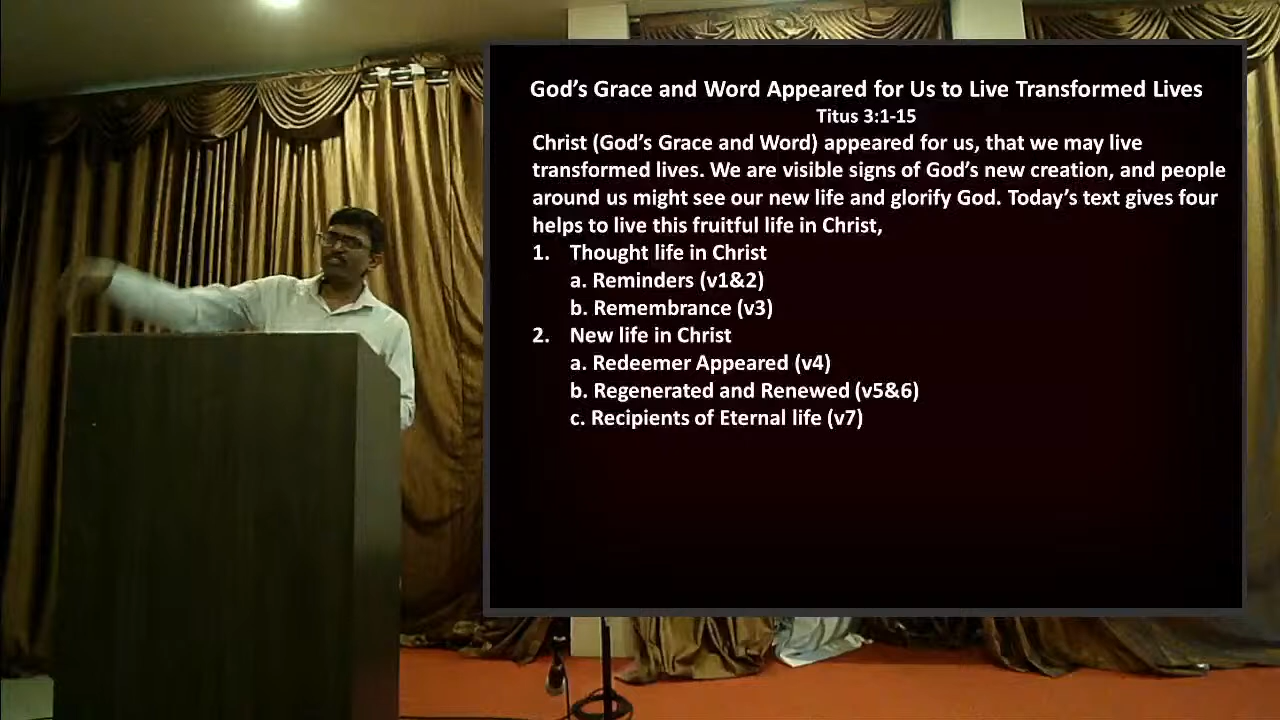 God’s Grace and Word Appeared for Us to Live Transformed Lives
Titus 3:1-15
Christ (God’s Grace and Word) appeared for us, that we may live
transformed lives. We are visible signs of God’s new creation, and people
around us might see our new life and glorify God. Today’s text gives four
helps to live this fruitful life in Christ,
1. Thought life in Christ
a. Reminders (v1&2)
b. Remembrance (v3)
2. New life in Christ
a. Redeemer Appeared (v4)
b. Regenerated and Renewed (v5&6)
c. Recipients of Eternal life (v7)